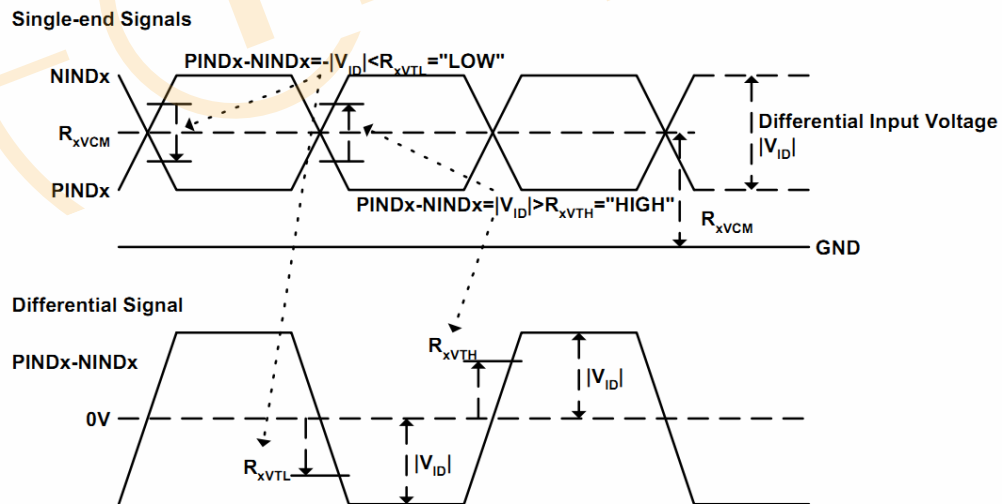 Single-end Signals
PINDx-NINDx=-|VID|<RxVTL="LOW"
NINDx
RxVCM
Differential Input Voltage
|VID|
PINDx
PINDx-NINDx=|VID|>RxVTH="HIGH"
RxVCM
GND
Differential Signal
RxVTH
PINDx-NINDx
|VID|
0V
RxVTL
|VID|